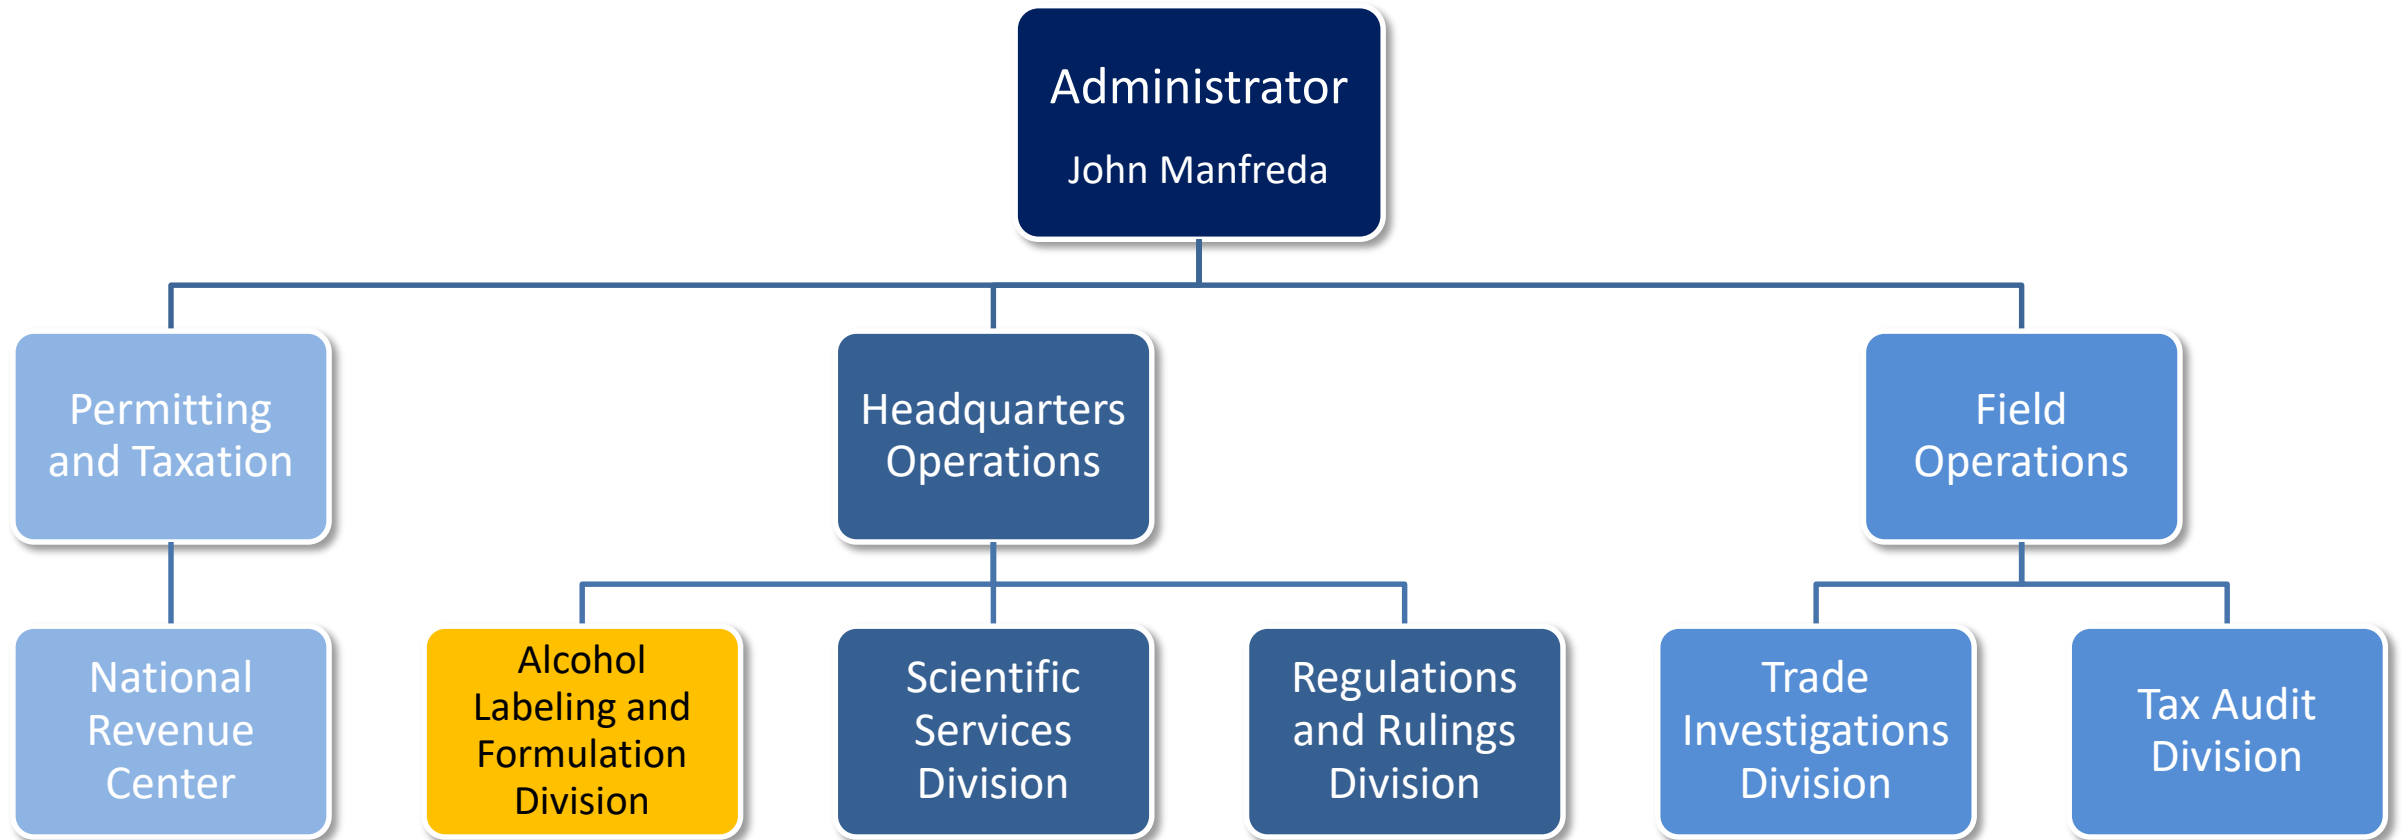 Administrator
John Manfreda
Permitting
and Taxation
Headquarters
Operations
Field
Operations
National
Revenue
Center
Alcohol
Labeling and
Formulation
Division
Scientific
Services
Division
Regulations
and Rulings
Division
Trade
Investigations
Division
Tax Audit
Division